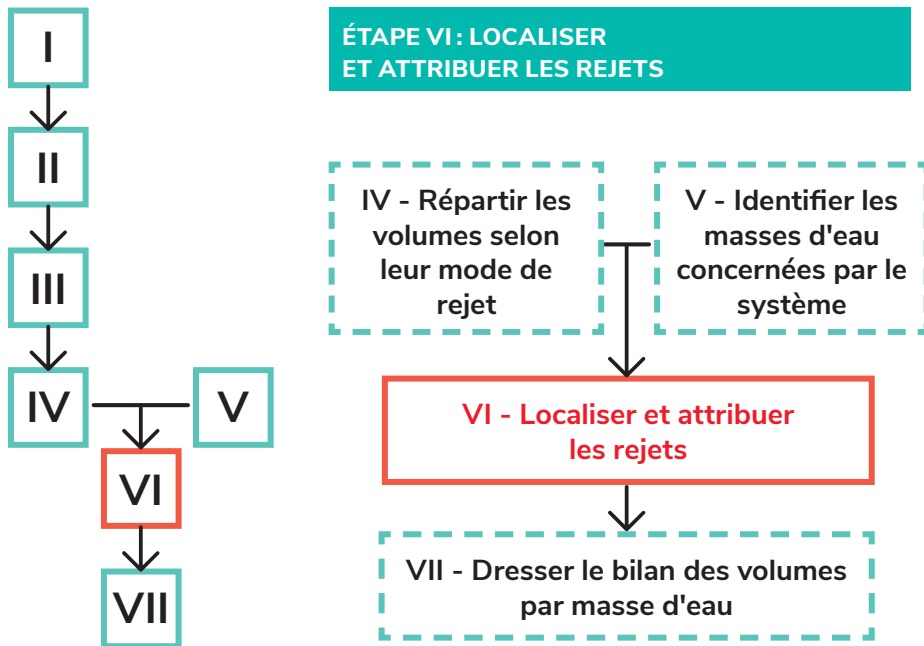 I
II
III
IV
V
VI
VII
ÉTAPE VI : LOCALISER
ET ATTRIBUER LES REJETS
IV - Répartir les
volumes selon
leur mode de
rejet
V - Identifier les
masses d'eau
concernées par le
système
VI - Localiser et attribuer
les rejets
VII - Dresser le bilan des volumes
par masse d'eau